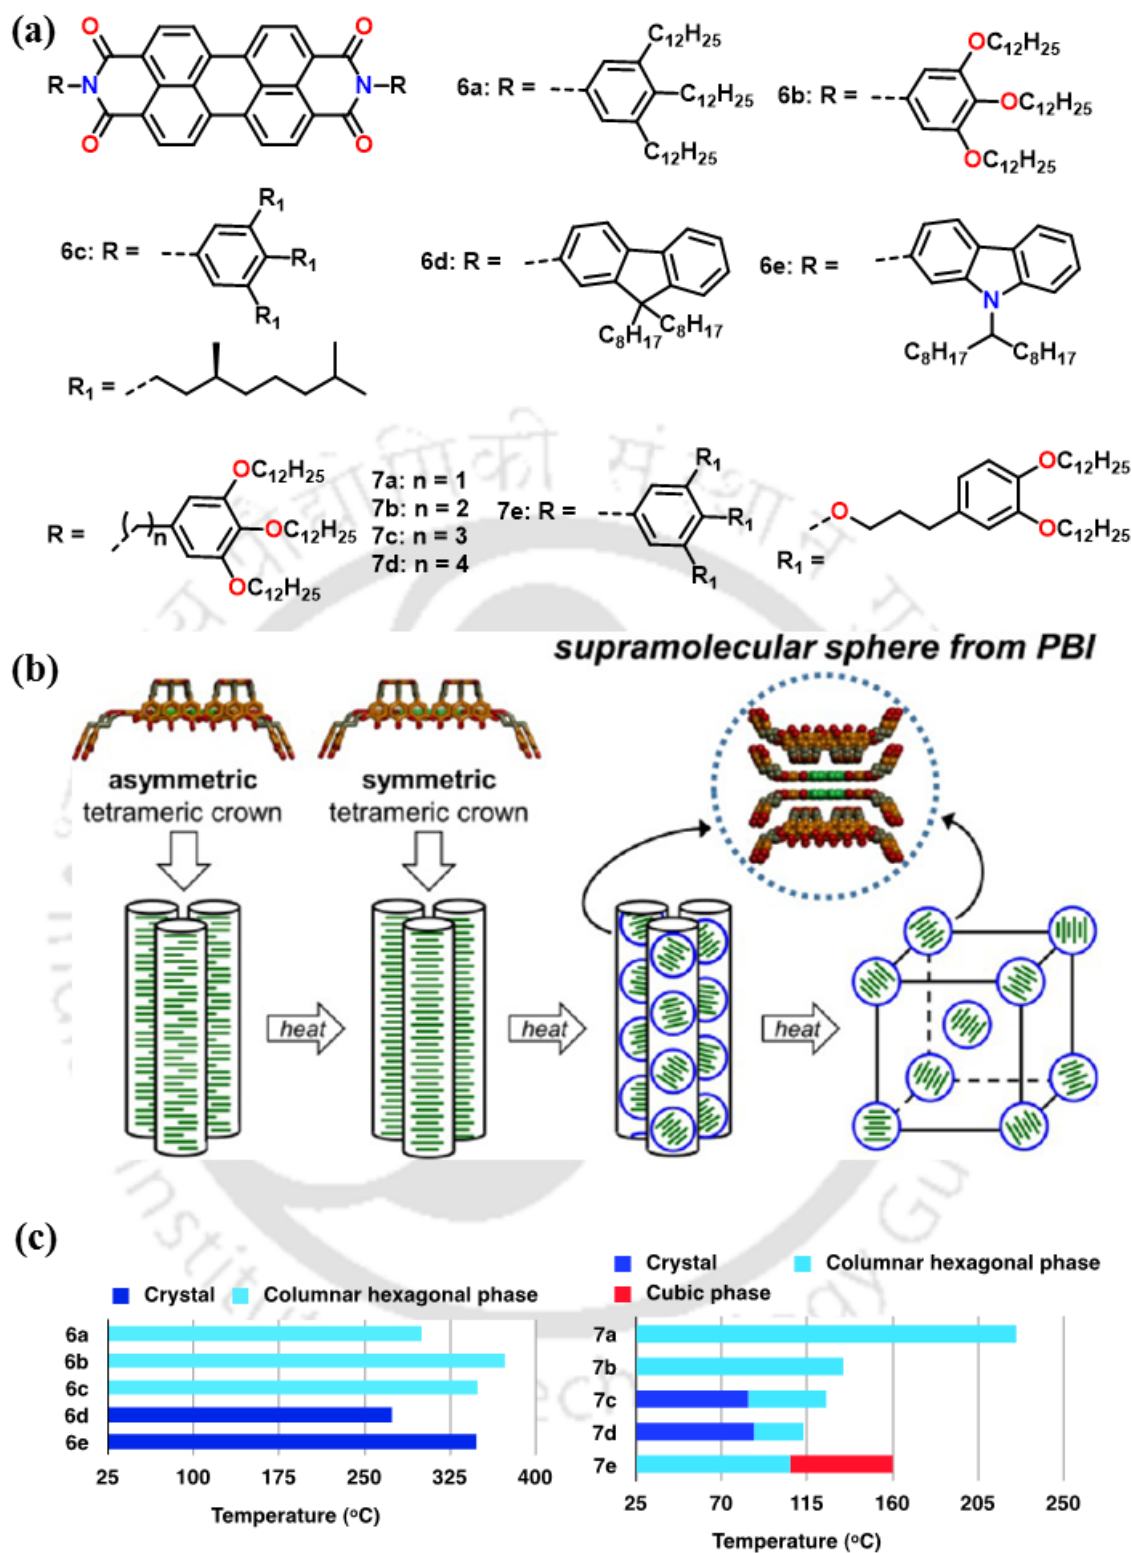 (a)
O O
R N N R
O O
6a: R =
C12H25
C12H25
C12H25
6b: R =
OC12H25
OC12H25
OC12H25
6c: R =
R1
R1
R1
R1 =
6d: R =
C8H17 C8H17
6e: R =
N
C8H17 C8H17
R =
n
OC12H25
OC12H25
OC12H25
7a: n = 1
7b: n = 2
7c: n = 3
7d: n = 4
7e: R =
R1
R1
R1
R1 =
O
OC12H25
OC12H25
(b)
supramolecular sphere from PBI
asymmetric
tetrameric crown
symmetric
tetrameric crown
heat
heat
heat
(c)
Crystal Columnar hexagonal phase
6a
6b
6c
6d
6e
25 100 175 250 325 400
Temperature (oC)
Crystal Columnar hexagonal phase
Cubic phase
7a
7b
7c
7d
7e
25 70 115 160 205 250
Temperature (oC)